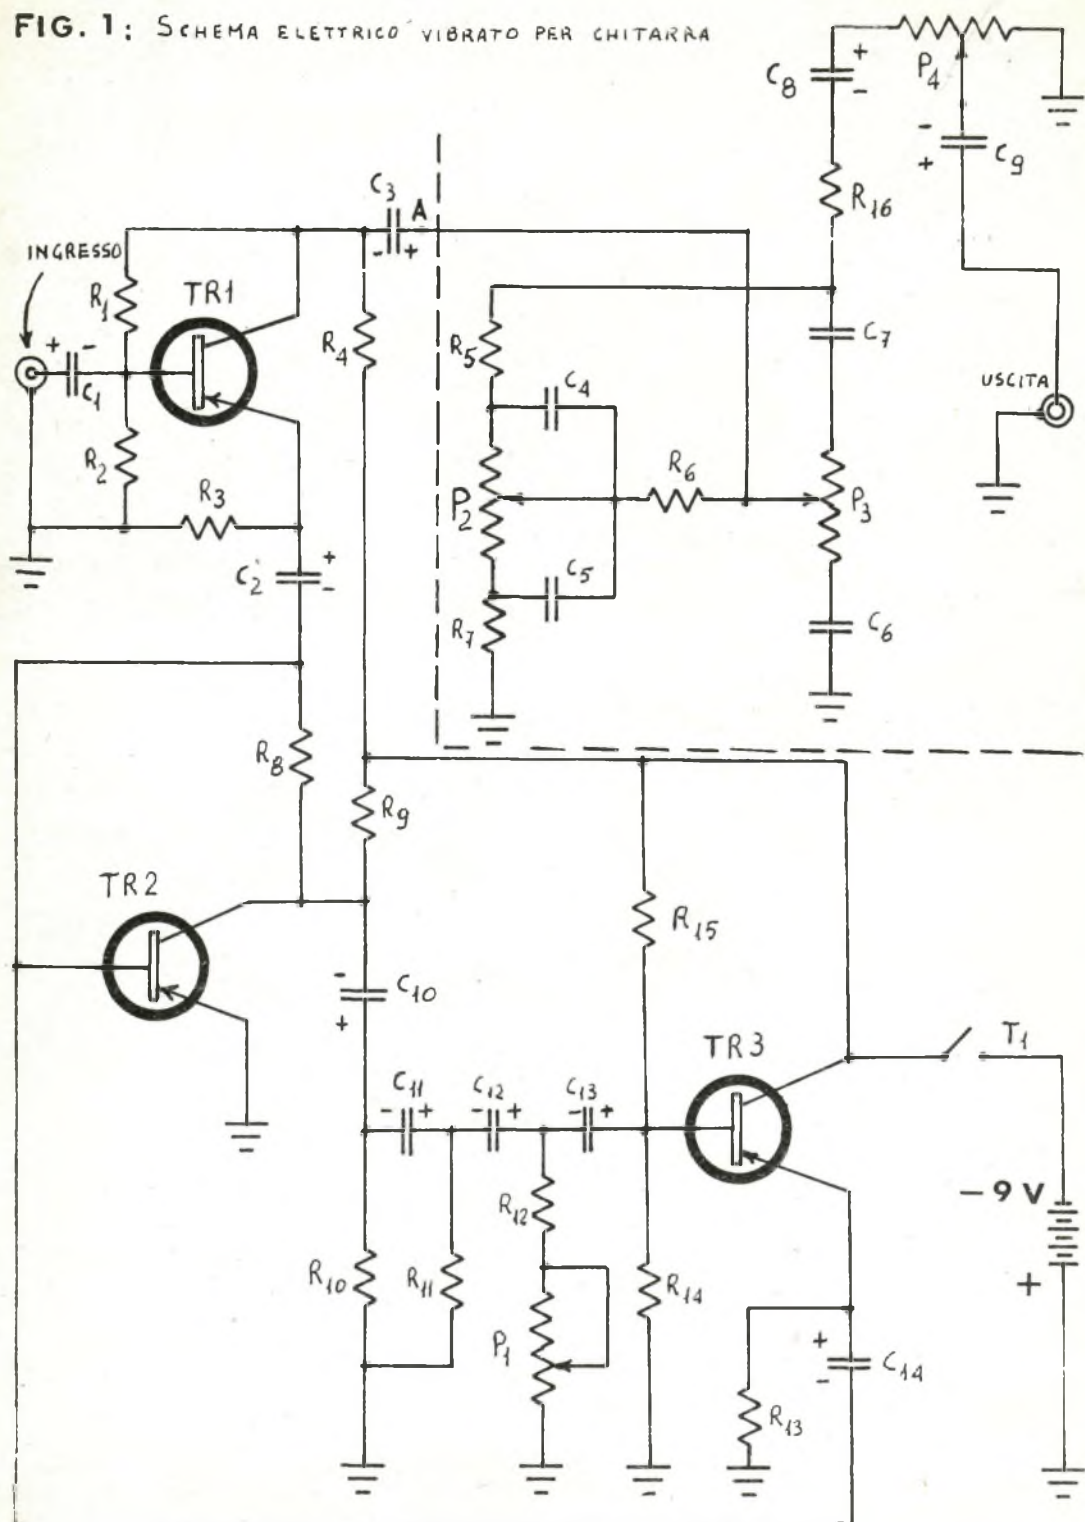 FIG. 1: SCHEMA ELETTRICO VIBRATO PER CHITARRA
C8 + -
P4
- + C9
R16
C3
A
- +
INGRESSO
R1
TR1
R4
+ - C1
R2
R3
C2 + -
R5
C4
C7
USCITA
P2
R6
P3
C5
R7
C6
R8
R9
TR2
R15
- C10 +
TR3
T1
C11 - +
C12 - +
C13 - +
R12
-9V
+
R10
R11
R14
P1
+ - C14
R13